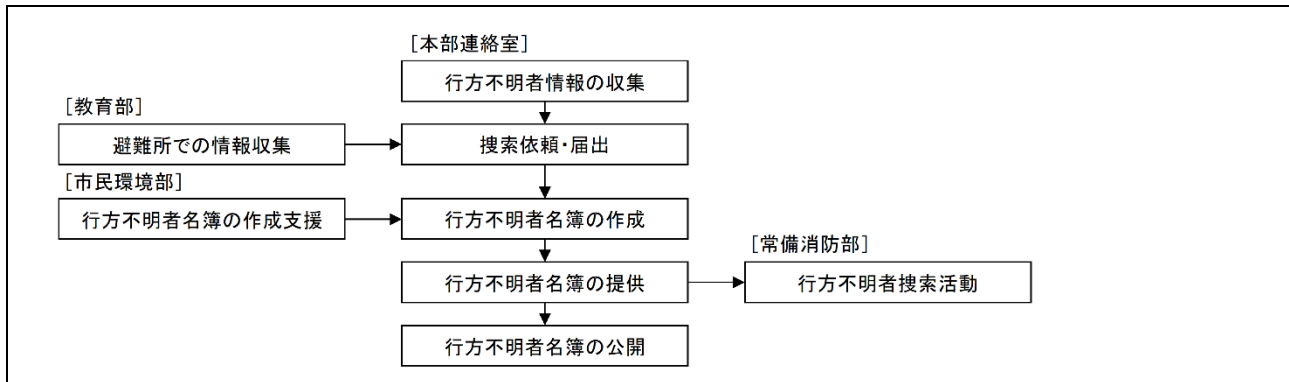 ［本部連絡室］
行方不明者情報の収集
［教育部］
避難所での情報収集
捜索依頼・届出
［市民環境部］
行方不明者名簿の作成支援
行方不明者名簿の作成
［常備消防部］
行方不明者名簿の提供
行方不明者捜索活動
行方不明者名簿の公開